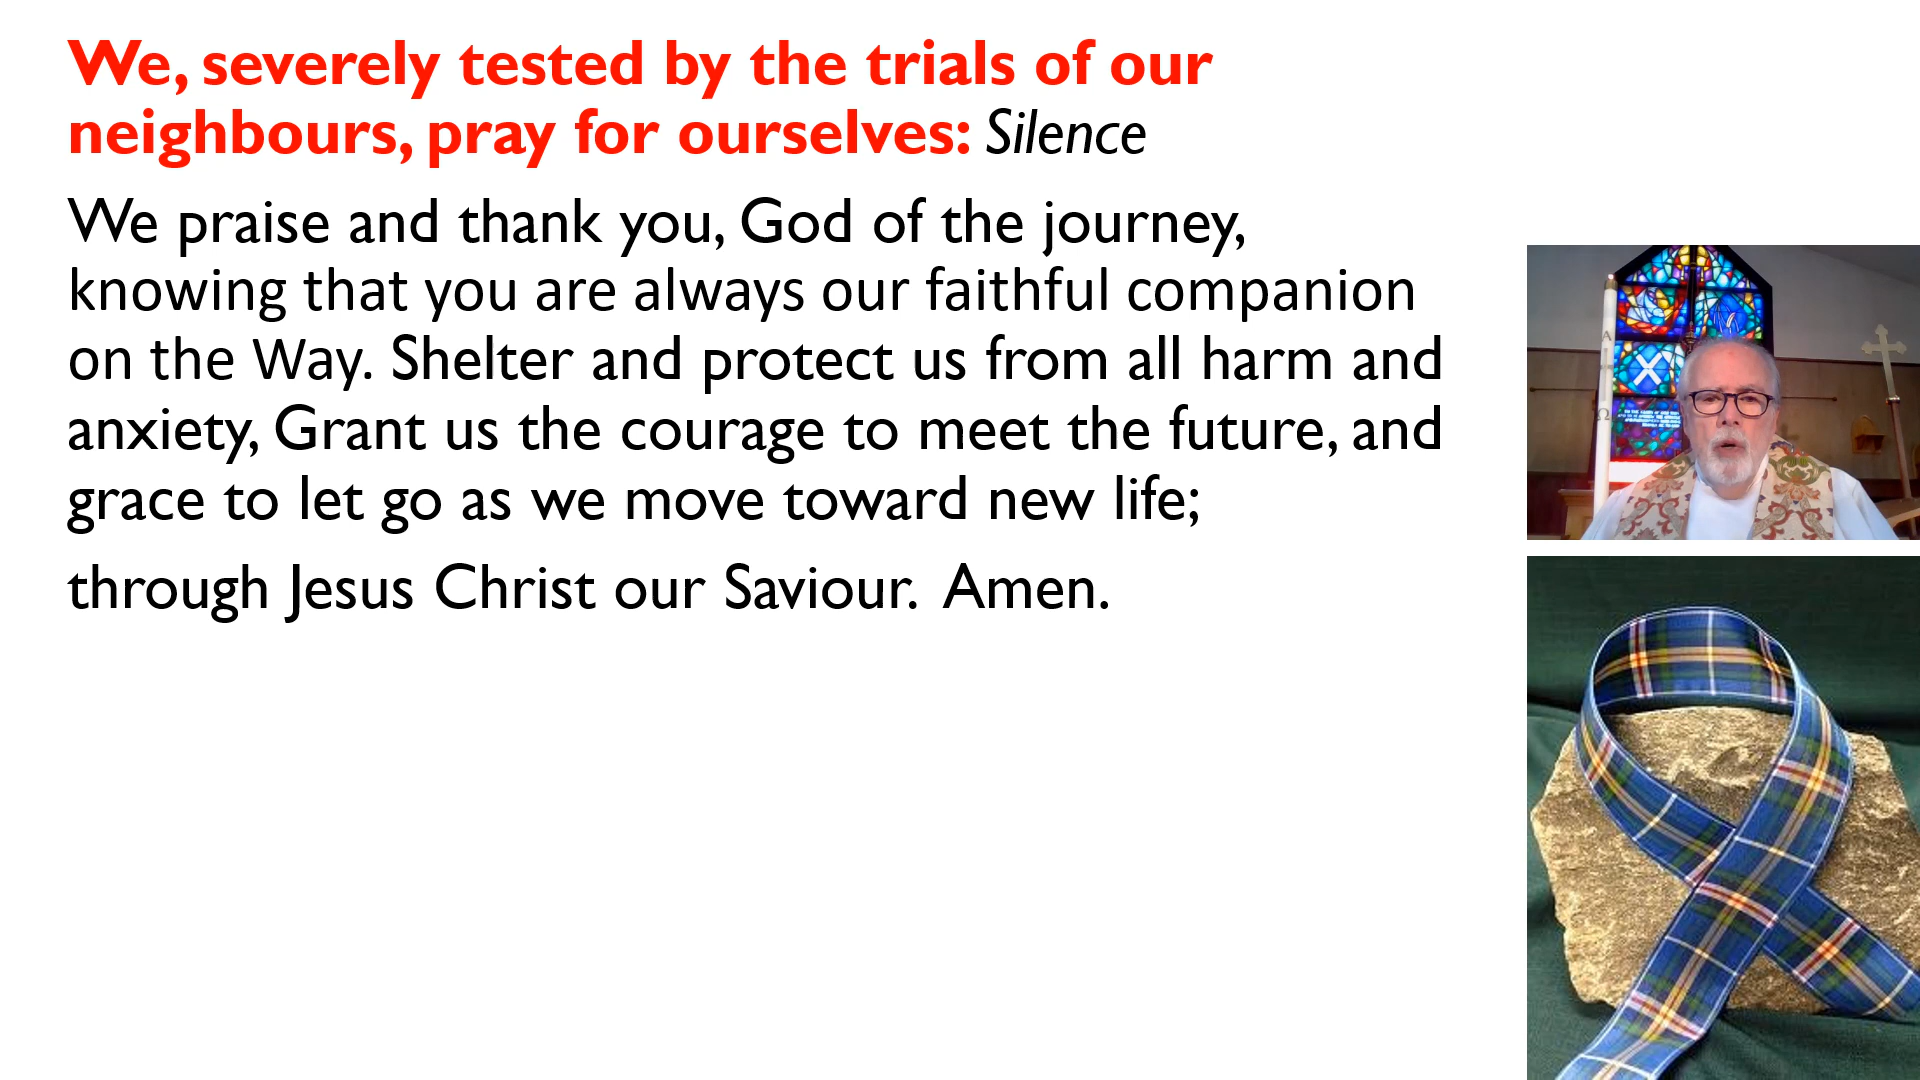 We, severely tested by the trials of our
neighbours, pray for ourselves: Silence
We praise and thank you, God of the journey,
knowing that you are always our faithful companion
on the Way. Shelter and protect us from all harm and
anxiety, Grant us the courage to meet the future, and
grace to let go as we move toward new life;
through Jesus Christ our Saviour. Amen.
Α
Ω